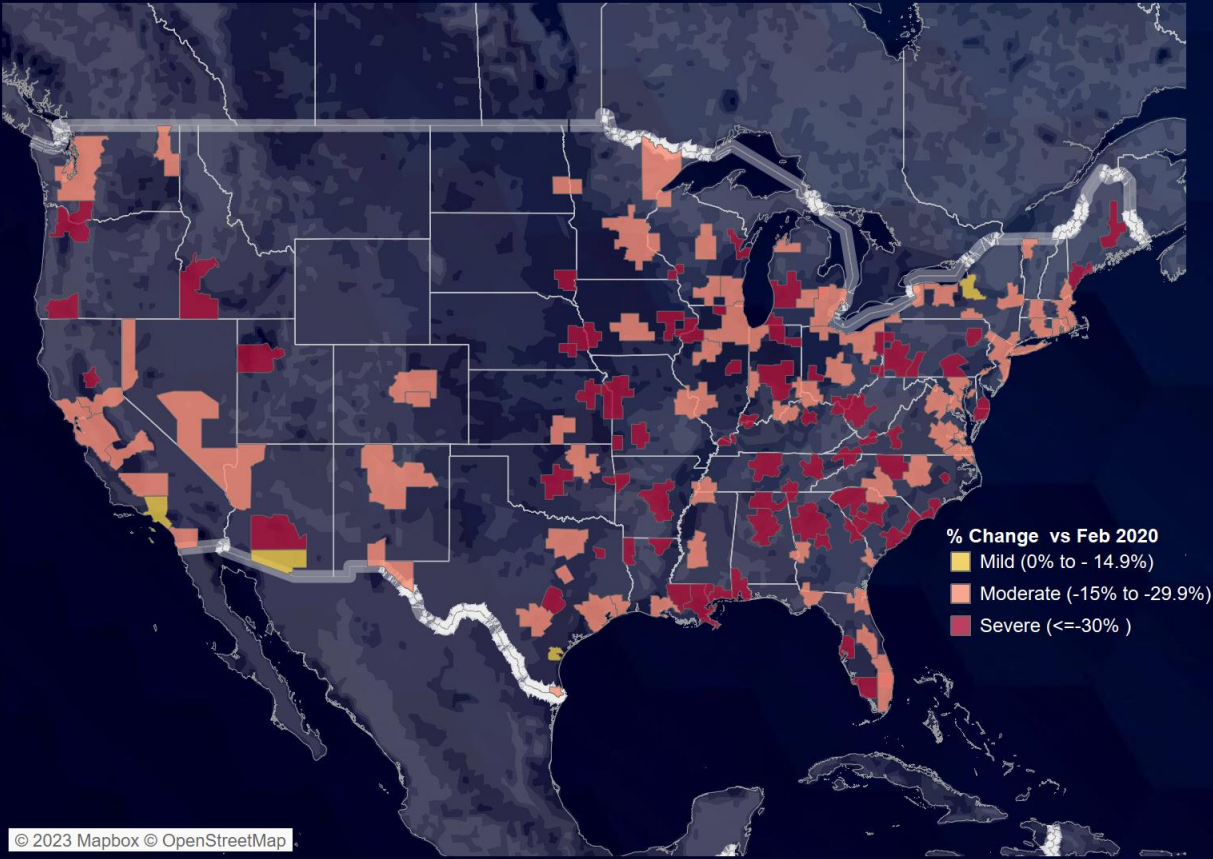 % Change vs Feb 2020
Mild (0% to - 14.9%)
Moderate (-15% to -29.9%)
Severe (<=-30% )
© 2023 Mapbox © OpenStreetMap